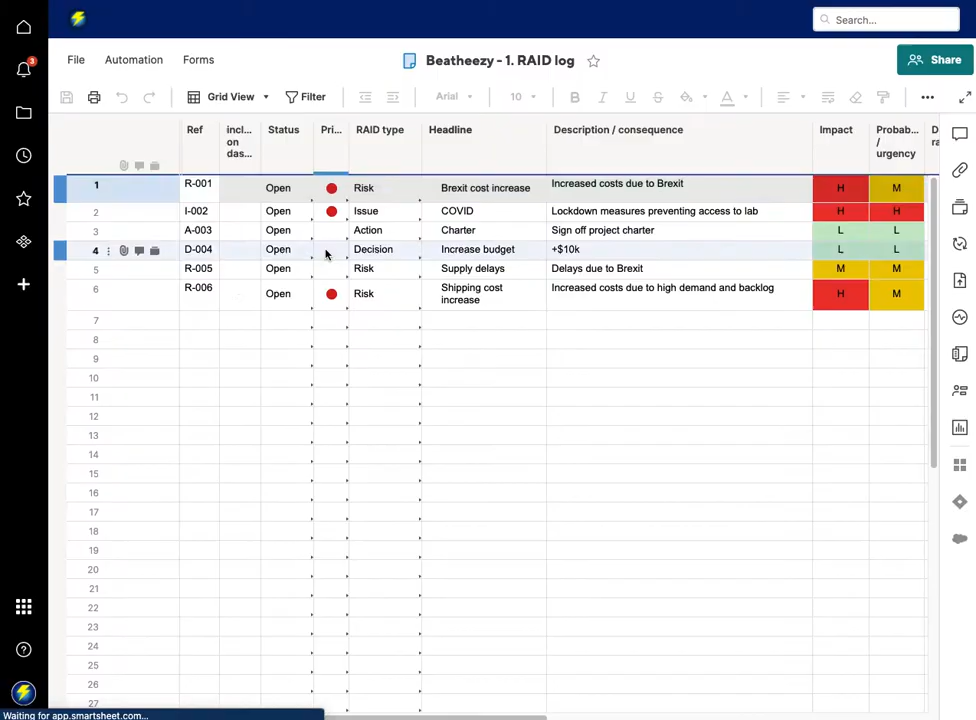 Search...
3
File
Automation
Forms
Beatheezy - 1. RAID log
Share
Grid View
Filter
Arial
10
B
I
U
S
A
Ref
incl...
on
das...
Status
Pri...
RAID type
Headline
Description / consequence
Impact
Probab...
/
urgency
1
R-001
Open
Risk
Brexit cost increase
Increased costs due to Brexit
H
M
2
I-002
Open
Issue
COVID
Lockdown measures preventing access to lab
H
H
3
A-003
Open
Action
Charter
Sign off project charter
L
L
4
D-004
Open
Decision
Increase budget
+$10k
L
L
5
R-005
Open
Risk
Supply delays
Delays due to Brexit
M
M
6
R-006
Open
Risk
Shipping cost
increase
Increased costs due to high demand and backlog
H
M
7
8
9
10
11
12
13
14
15
16
17
18
19
20
21
22
23
24
25
26
27
Waiting for app.smartsheet.com...